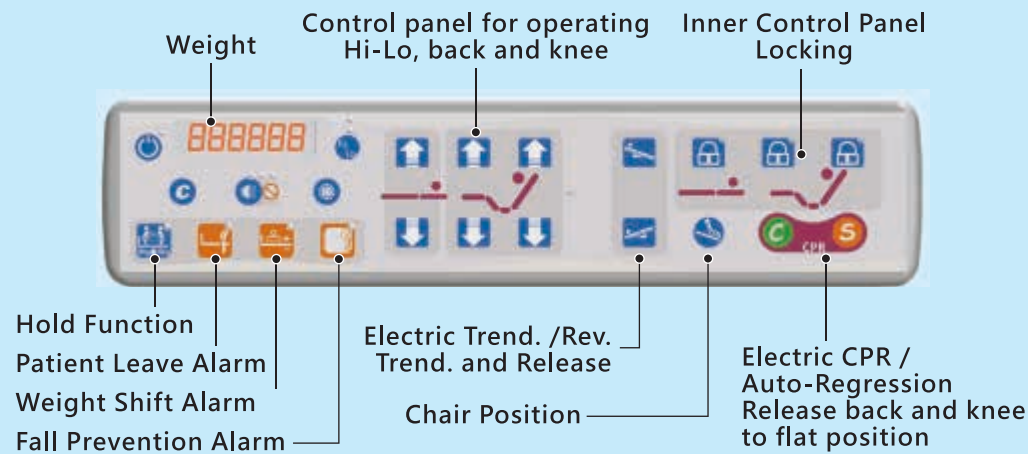 Weight
Control panel for operating
Hi-Lo, back and knee
Inner Control Panel
Locking
888888
C
C
S
CPR
Hold Function
Patient Leave Alarm
Weight Shift Alarm
Fall Prevention Alarm
Electric Trend. /Rev.
Trend. and Release
Chair Position
Electric CPR /
Auto-Regression
Release back and knee
to flat position